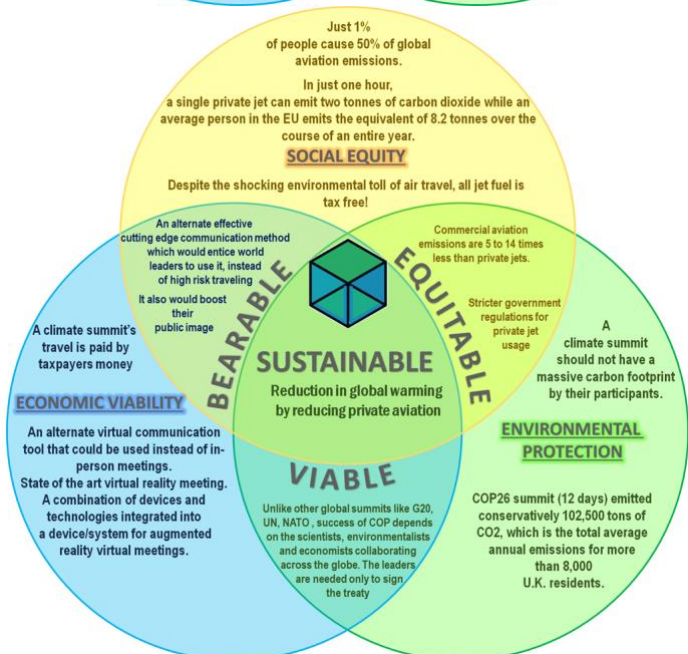 Just 1%
of people cause 50% of global
aviation emissions.
In just one hour,
a single private jet can emit two tonnes of carbon dioxide while an
average person in the EU emits the equivalent of 8.2 tonnes over the
course of an entire year.
SOCIAL EQUITY
Despite the shocking environmental toll of air travel, all jet fuel is
tax free!
An alternate effective
cutting edge communication method
which would entice world
leaders to use it, instead
of high risk traveling
It also would boost
their
public image
BEARABLE
Commercial aviation
emissions are 5 to 14 times
less than private jets.
Stricter government
regulations for
private jet
usage
EQUITABLE
SUSTAINABLE
Reduction in global warming
by reducing private aviation
A climate summit's
travel is paid by
taxpayers money
ECONOMIC VIABILITY
An alternate virtual communication
tool that could be used instead of in-
person meetings.
State of the art virtual reality meeting.
A combination of devices and
technologies integrated into
a device/system for augmented
reality virtual meetings.
VIABLE
Unlike other global summits like G20,
UN, NATO , success of COP depends
on the scientists, environmentalists
and economists collaborating
across the globe. The leaders
are needed only to sign
the treaty
A
climate summit
should not have a
massive carbon footprint
by their participants.
ENVIRONMENTAL
PROTECTION
COP26 summit (12 days) emitted
conservatively 102,500 tons of
CO2, which is the total average
annual emissions for more
than 8,000
U.K. residents.